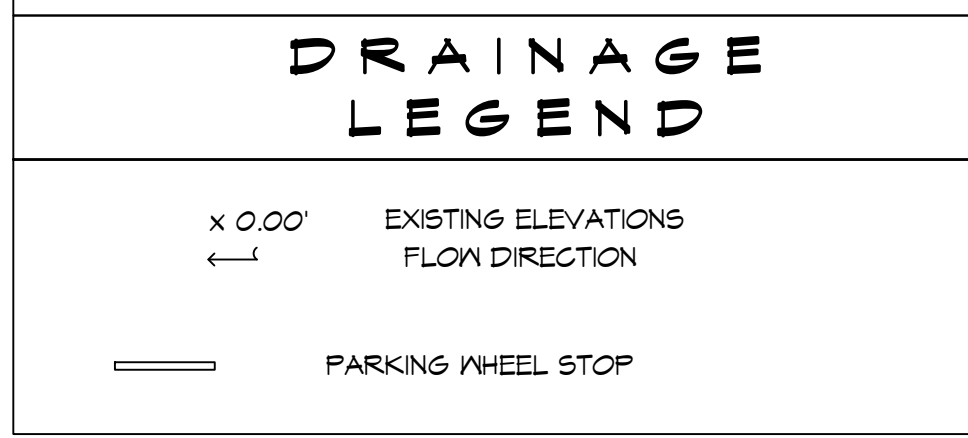 DRAINAGE
LEGEND
x 0.00' EXISTING ELEVATIONS
FLOW DIRECTION
PARKING WHEEL STOP